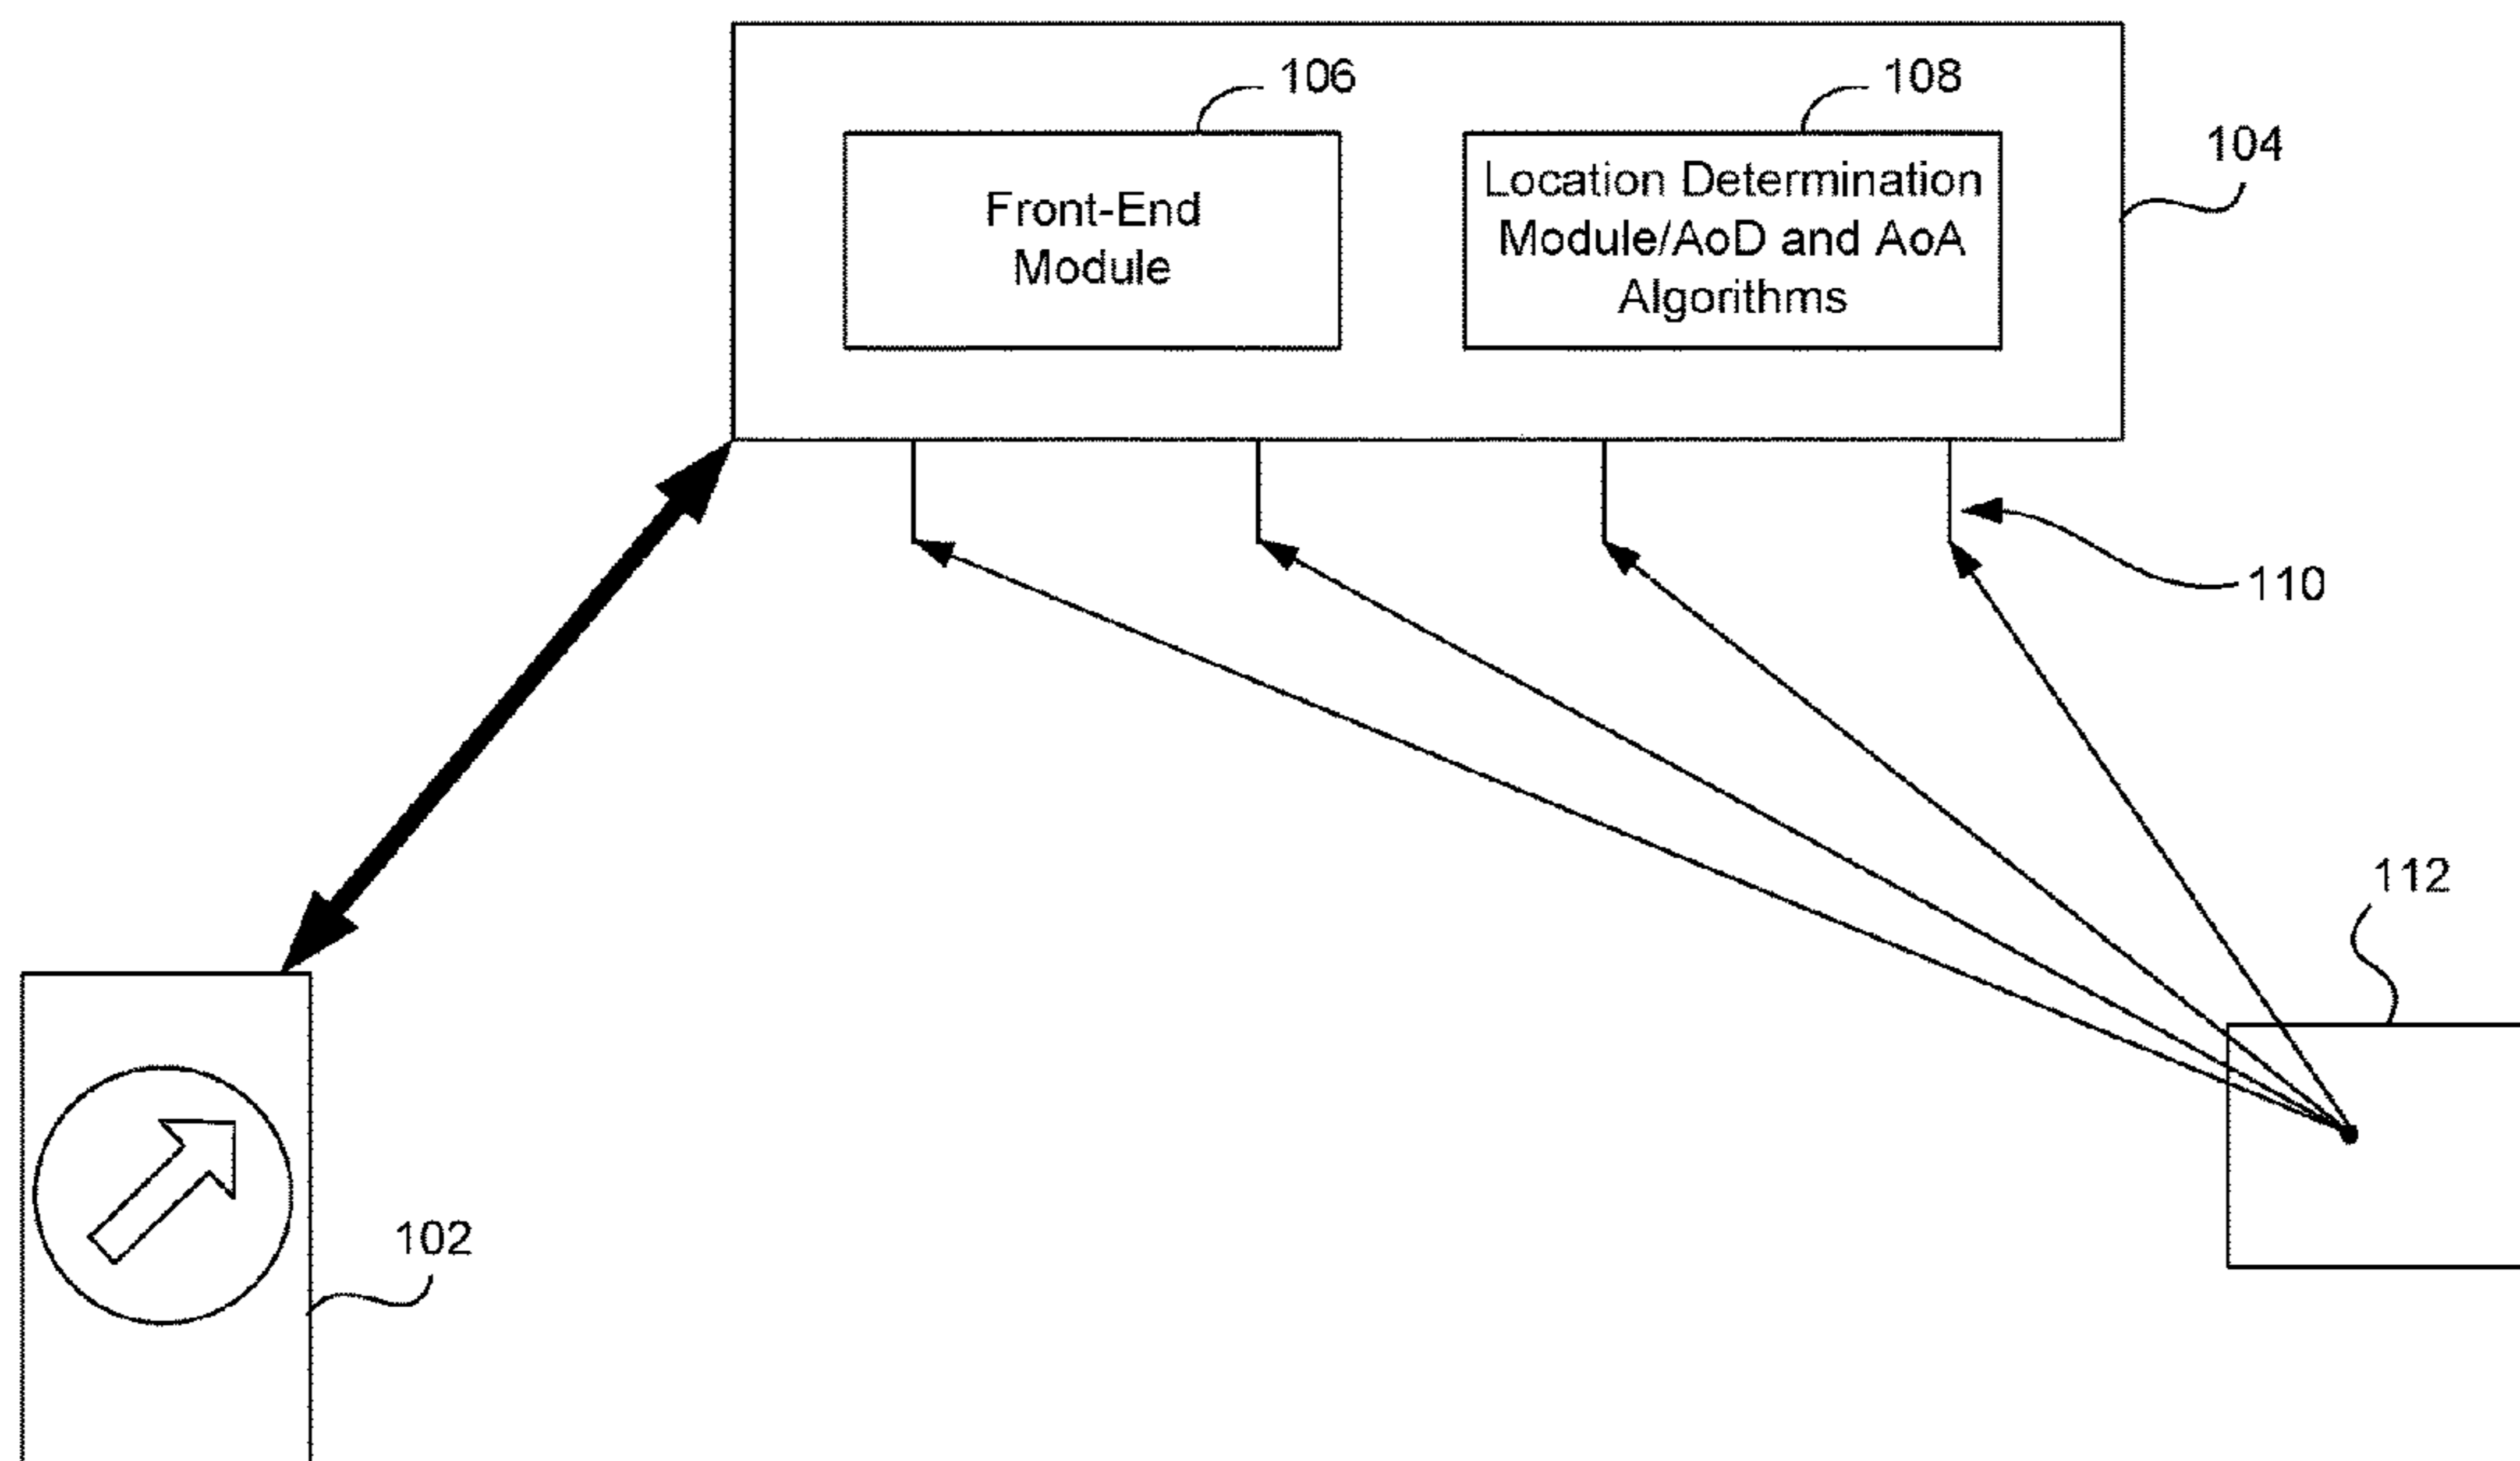 106
108
104
Front-End
Module
Location Determination
Module/AoD and AoA
Algorithms
110
112
102